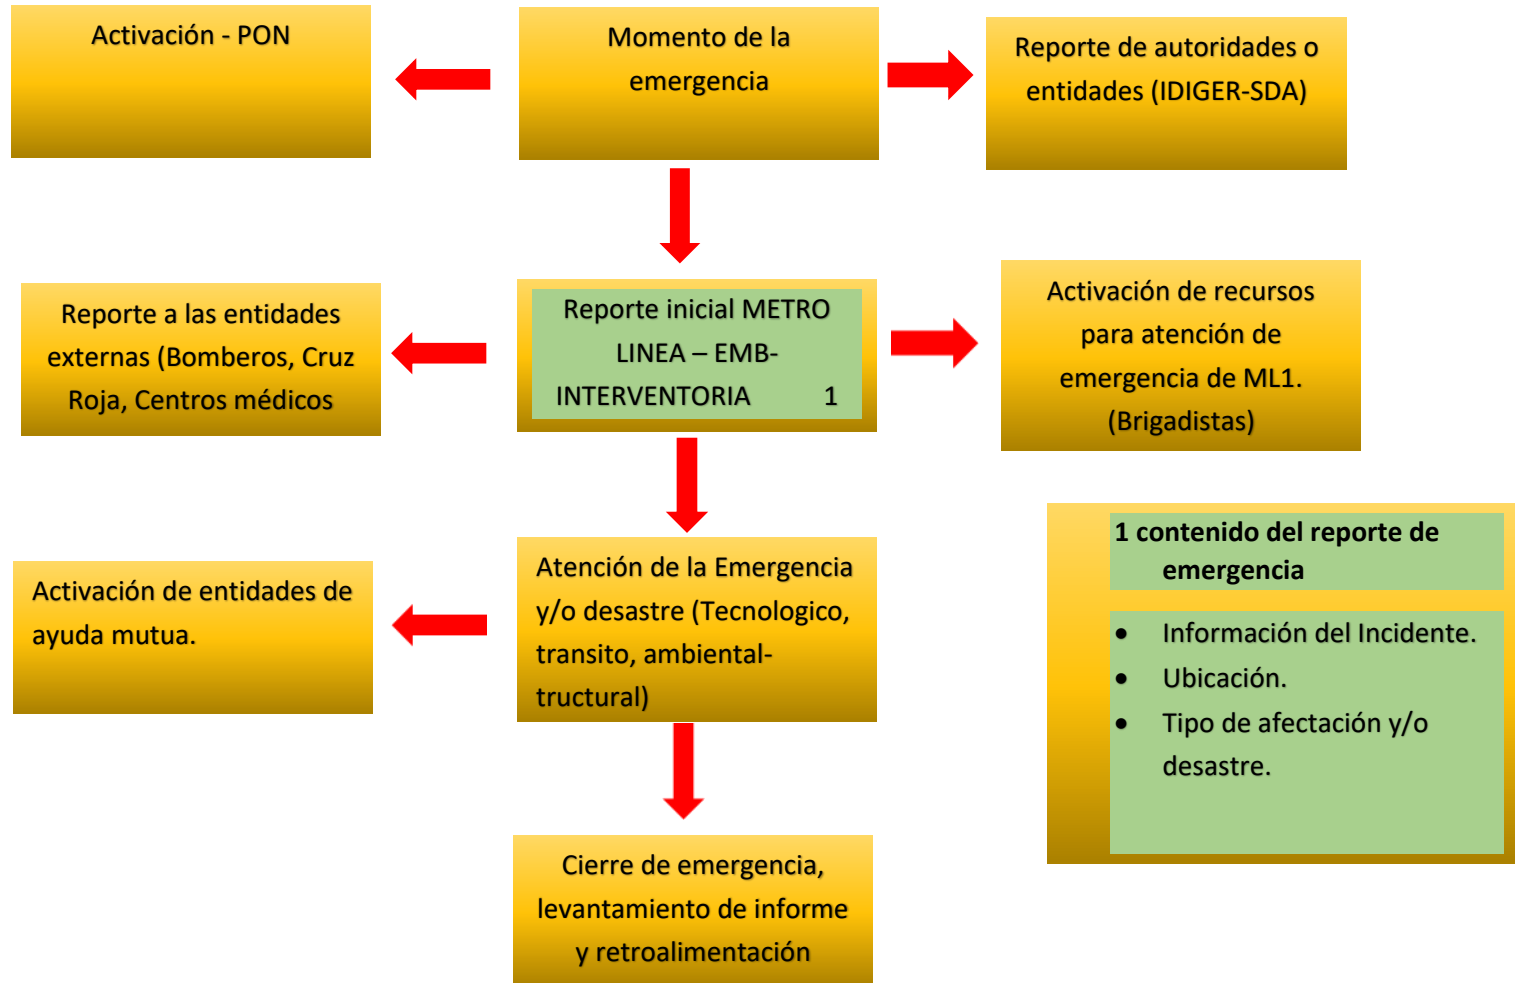 Activación - PON
Momento de la
emergencia
Reporte de autoridades o
entidades (IDIGER-SDA)
Reporte a las entidades
externas (Bomberos, Cruz
Roja, Centros médicos
Reporte inicial METRO
LINEA – EMB-
INTERVENTORIA 1
Activación de recursos
para atención de
emergencia de ML1.
(Brigadistas)
Activación de entidades de
ayuda mutua.
Atención de la Emergencia
y/o desastre (Tecnologico,
transito, ambiental-
tructural)
1 contenido del reporte de
emergencia
• Información del Incidente.
• Ubicación.
• Tipo de afectación y/o
desastre.
Cierre de emergencia,
levantamiento de informe
y retroalimentación